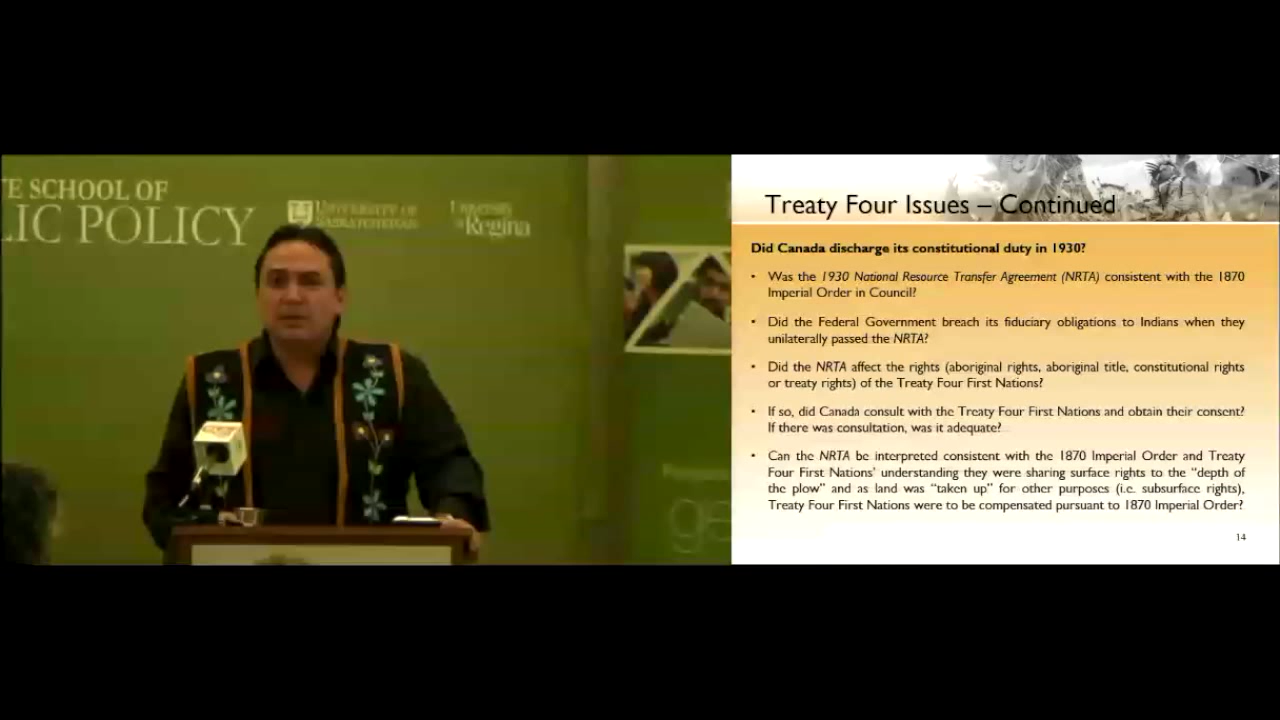 TE SCHOOL OF
LIC POLICY
UNIVERSITY OF
SASKATCHEWAN
University
of Regina
Treaty Four Issues – Continued
Did Canada discharge its constitutional duty in 1930?
• Was the 1930 National Resource Transfer Agreement (NRTA) consistent with the 1870
Imperial Order in Council?
• Did the Federal Government breach its fiduciary obligations to Indians when they
unilaterally passed the NRTA?
• Did the NRTA affect the rights (aboriginal rights, aboriginal title, constitutional rights
or treaty rights) of the Treaty Four First Nations?
• If so, did Canada consult with the Treaty Four First Nations and obtain their consent?
If there was consultation, was it adequate?
• Can the NRTA be interpreted consistent with the 1870 Imperial Order and Treaty
Four First Nations’ understanding they were sharing surface rights to the “depth of
the plow” and as land was “taken up” for other purposes (i.e. subsurface rights),
Treaty Four First Nations were to be compensated pursuant to 1870 Imperial Order?
14